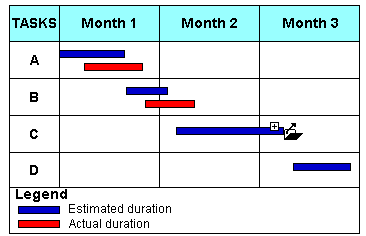 TASKS Month 1 Month 2 Month 3
A
B
C
D
Legend
Estimated duration
Actual duration